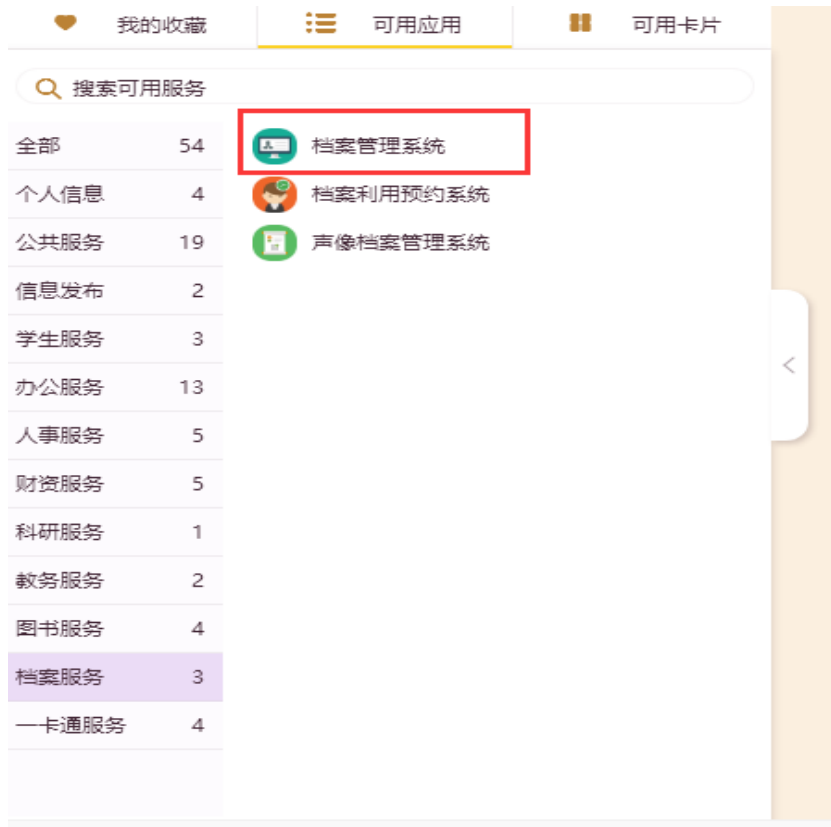 我的收藏 可用应用 可用卡片
搜索可用服务
全部 54
个人信息 4
公共服务 19
信息发布 2
学生服务 3
办公服务 13
人事服务 5
财资服务 5
科研服务 1
教务服务 2
图书服务 4
档案服务 3
一卡通服务 4
档案管理系统
档案利用预约系统
声像档案管理系统